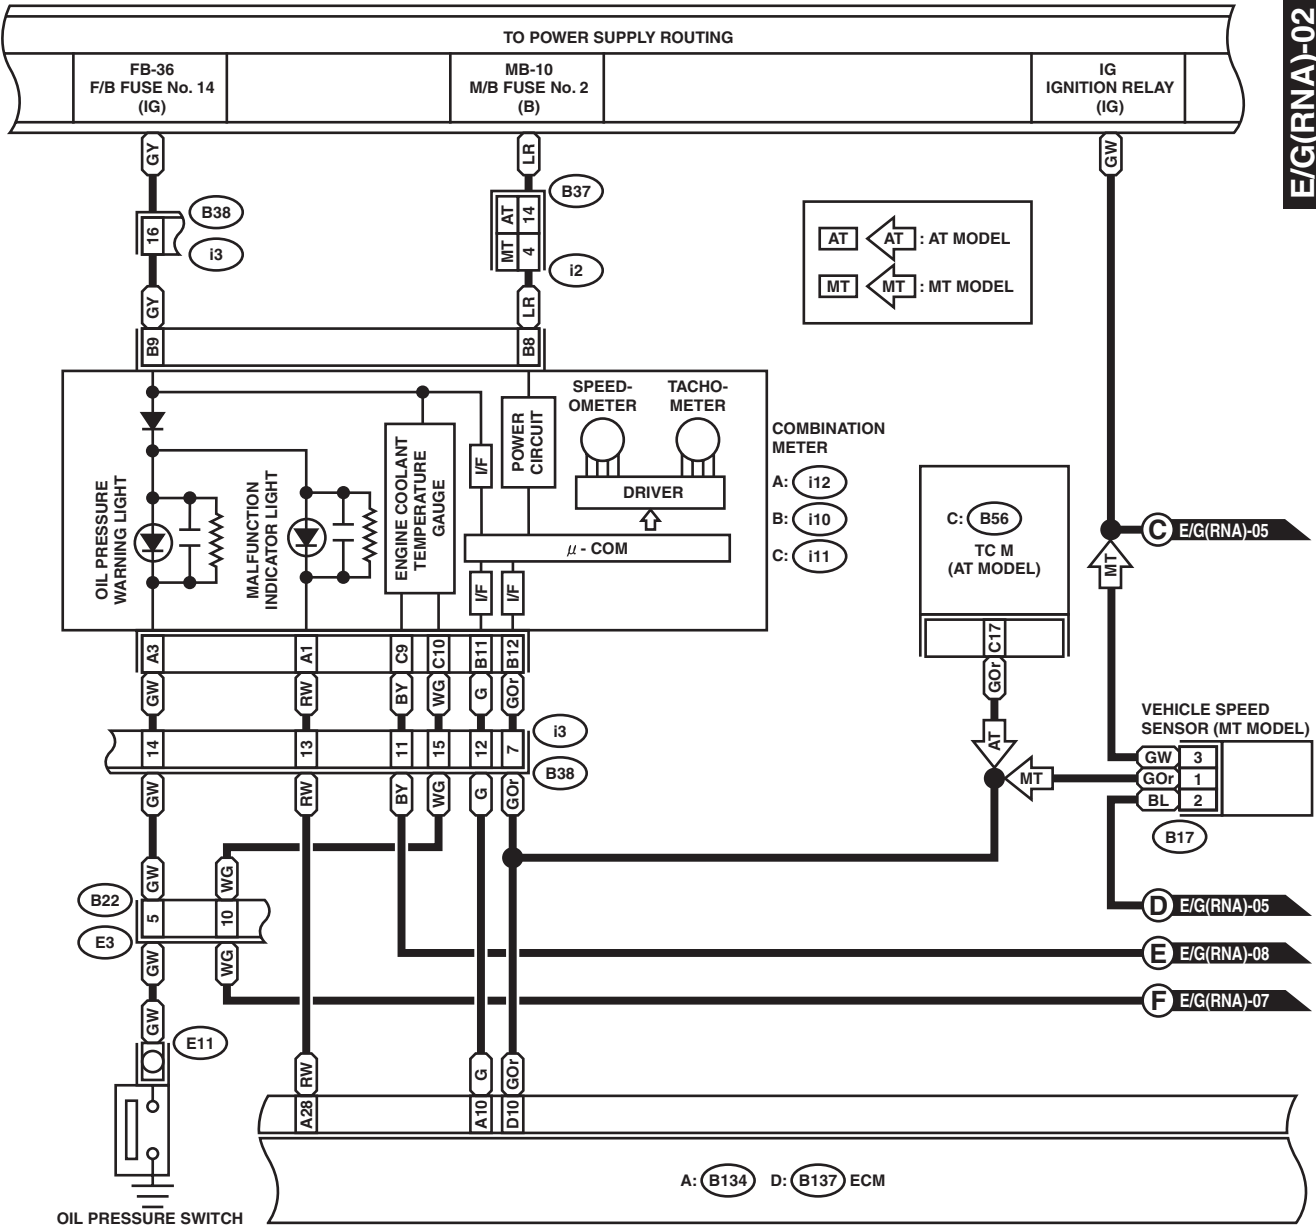 E/G(RNA)-02
TO POWER SUPPLY ROUTING
FB-36
F/B FUSE No. 14
(IG)
MB-10
M/B FUSE No. 2
(B)
IG
IGNITION RELAY
(IG)
GY
LR
GW
B38
16
i3
B37
AT 14
MT 4
i2
AT AT : AT MODEL
MT MT : MT MODEL
GY
LR
B9
B8
OIL PRESSURE
WARNING LIGHT
MALFUNCTION
INDICATOR LIGHT
ENGINE COOLANT
TEMPERATURE
GAUGE
I/F
POWER
CIRCUIT
SPEED-
OMETER
TACHO-
METER
DRIVER
μ - COM
I/F
I/F
COMBINATION
METER
A: i12
B: i10
C: i11
C: B56
TC M
(AT MODEL)
C17
GOr
AT
MT
C E/G(RNA)-05
MT
VEHICLE SPEED
SENSOR (MT MODEL)
GW 3
GOr 1
BL 2
B17
A3
A1
C9
C10
B11
B12
GW
RW
BY
WG
G
GOr
i3
14
13
11
15
12
7
B38
GW
RW
BY
WG
G
GOr
GW
WG
B22
5
10
E3
GW
WG
D E/G(RNA)-05
E E/G(RNA)-08
F E/G(RNA)-07
GW
E11
RW
G
GOr
A28
A10
D10
A: B134 D: B137 ECM
OIL PRESSURE SWITCH